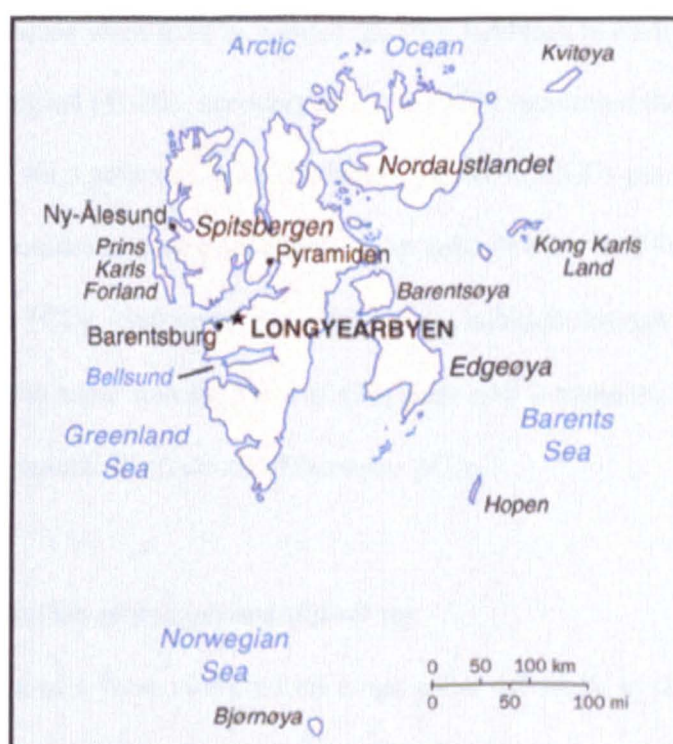 Arctic Ocean
Kvitøya
Nordaustlandet
Ny-Ålesund
Spitsbergen
Prins
Karls
Forland
Pyramiden
Kong Karls
Land
Barentsøya
LONGYEARBYEN
Barentsburg
Edgeøya
Bellsund
Greenland
Sea
Barents
Sea
Hopen
Norwegian
Sea
0 50 100 km
0 50 100 mi
Bjørnøya